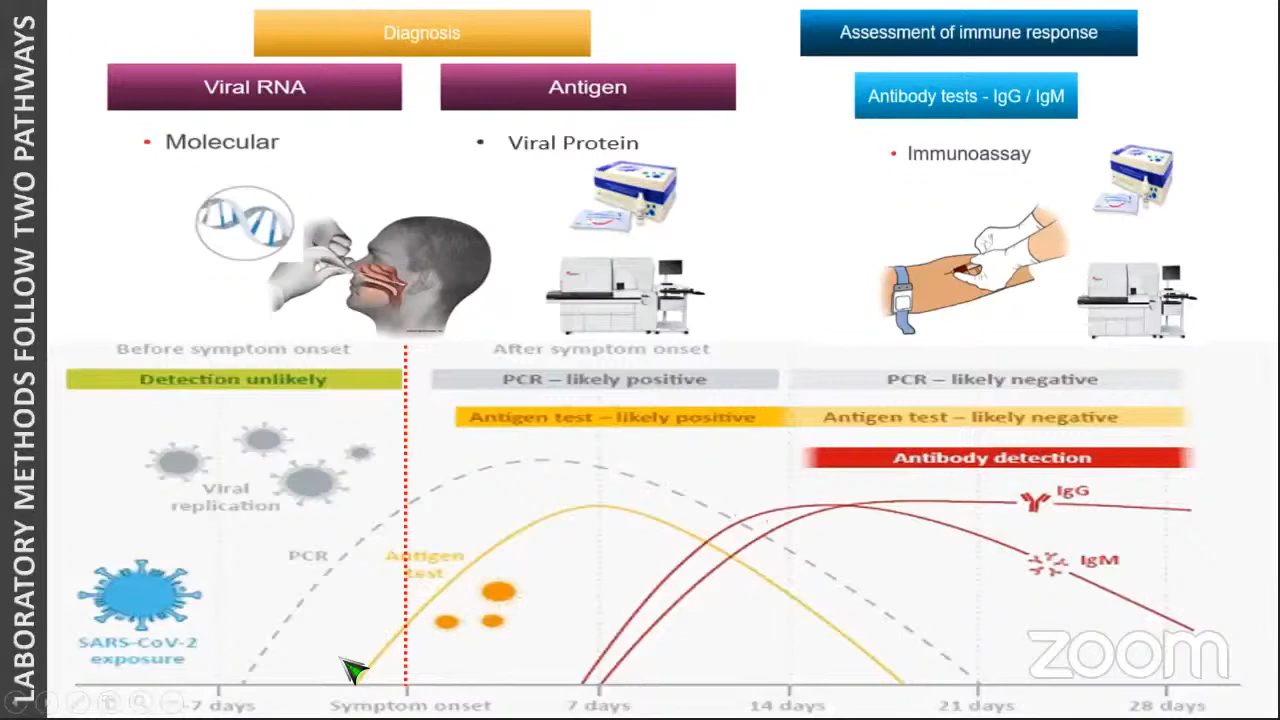 LABORATORY METHODS FOLLOW TWO PATHWAYS
Diagnosis
Assessment of immune response
Viral RNA
Antigen
Antibody tests - IgG / IgM
• Molecular
• Viral Protein
• Immunoassay
Before symptom onset
After symptom onset
Detection unlikely
PCR – likely positive
PCR – likely negative
Antigen test – likely positive
Antigen test – likely negative
Antibody detection
Viral
replication
IgG
PCR
Antigen
test
IgM
SARS-CoV-2
exposure
zoom
-7 days
Symptom onset
7 days
14 days
21 days
28 days